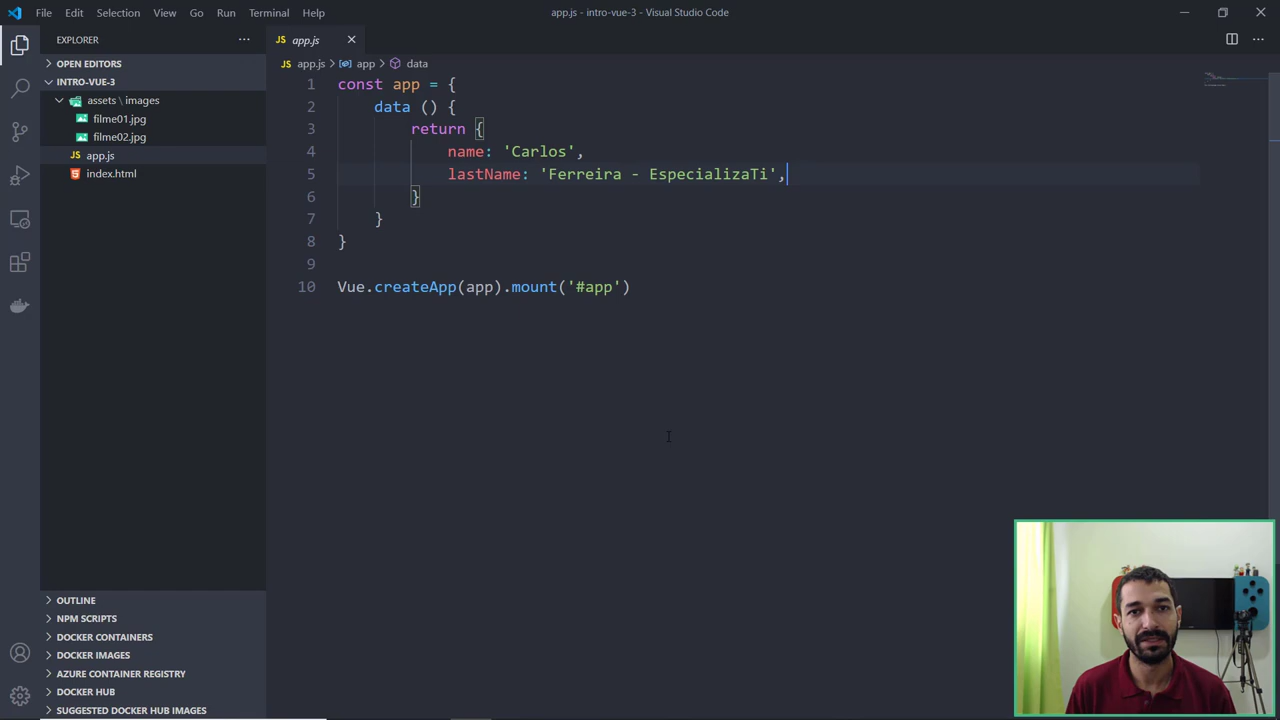 File Edit Selection View Go Run Terminal Help
app.js - intro-vue-3 - Visual Studio Code
EXPLORER
OPEN EDITORS
INTRO-VUE-3
assets \ images
filme01.jpg
filme02.jpg
JS app.js
index.html
OUTLINE
NPM SCRIPTS
DOCKER CONTAINERS
DOCKER IMAGES
AZURE CONTAINER REGISTRY
DOCKER HUB
SUGGESTED DOCKER HUB IMAGES
JS app.js
JS app.js > app > data
1 const app = {
2 data () {
3 return {
4 name: 'Carlos',
5 lastName: 'Ferreira - EspecializaTi',
6 }
7 }
8 }
9
10 Vue.createApp(app).mount('#app')